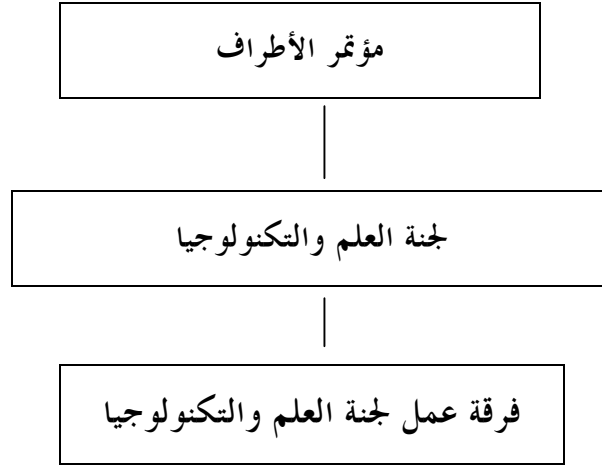 مؤتمر الأطراف
لجنة العلم والتكنولوجيا
فرقة عمل لجنة العلم والتكنولوجيا